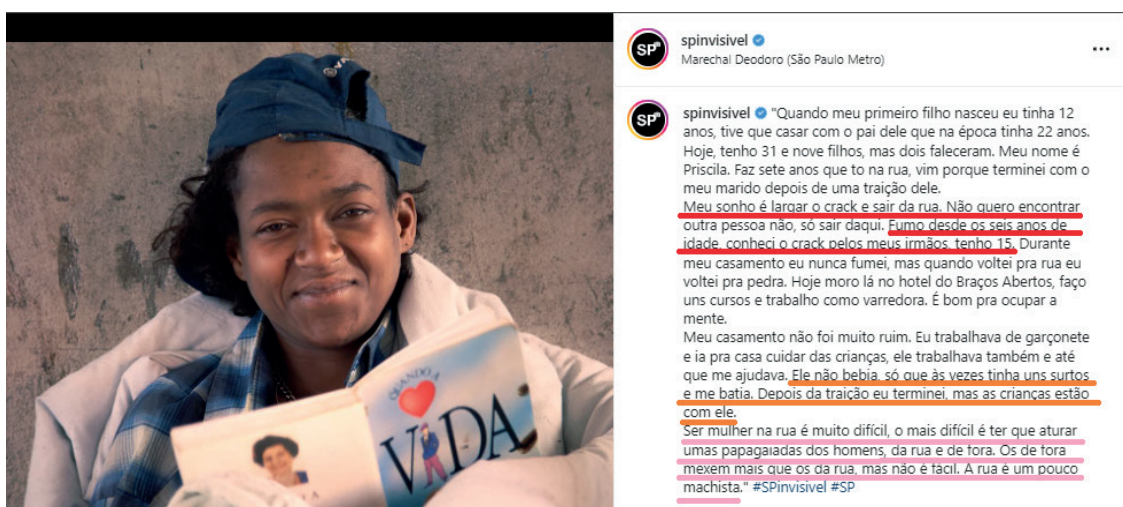 SP
spinvisivel
Marechal Deodoro (São Paulo Metro)
SP
spinvisivel "Quando meu primeiro filho nasceu eu tinha 12
anos, tive que casar com o pai dele que na época tinha 22 anos.
Hoje, tenho 31 e nove filhos, mas dois faleceram. Meu nome é
Priscila. Faz sete anos que to na rua, vim porque terminei com o
meu marido depois de uma traição dele.
Meu sonho é largar o crack e sair da rua. Não quero encontrar
outra pessoa não, só sair daqui. Fumo desde os seis anos de
idade, conheci o crack pelos meus irmãos, tenho 15. Durante
meu casamento eu nunca fumei, mas quando voltei pra rua eu
voltei pra pedra. Hoje moro lá no hotel do Braços Abertos, faço
uns cursos e trabalho como varredora. É bom pra ocupar a
mente.
Meu casamento não foi muito ruim. Eu trabalhava de garçonete
e ia pra casa cuidar das crianças, ele trabalhava também e até
que me ajudava. Ele não bebia, só que às vezes tinha uns surtos
e me batia. Depois da traição eu terminei, mas as crianças estão
com ele.
Ser mulher na rua é muito difícil, o mais difícil é ter que aturar
umas papagaiadas dos homens, da rua e de fora. Os de fora
mexem mais que os da rua, mas não é fácil. A rua é um pouco
machista." #SPinvisivel #SP
QUANDO A
VIDA